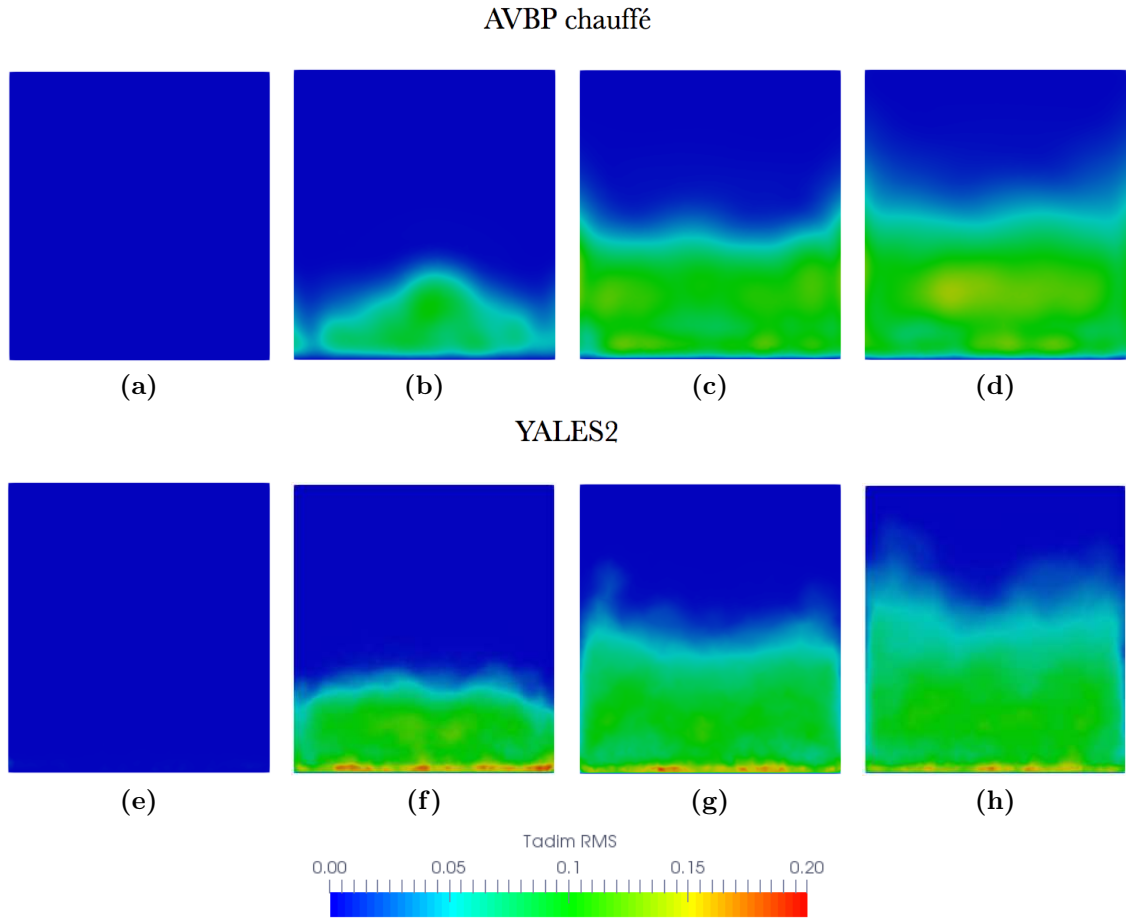 AVBP chauffé
(a) (b) (c) (d)
YALES2
(e) (f) (g) (h)
Tadim RMS
0.00 0.05 0.1 0.15 0.20